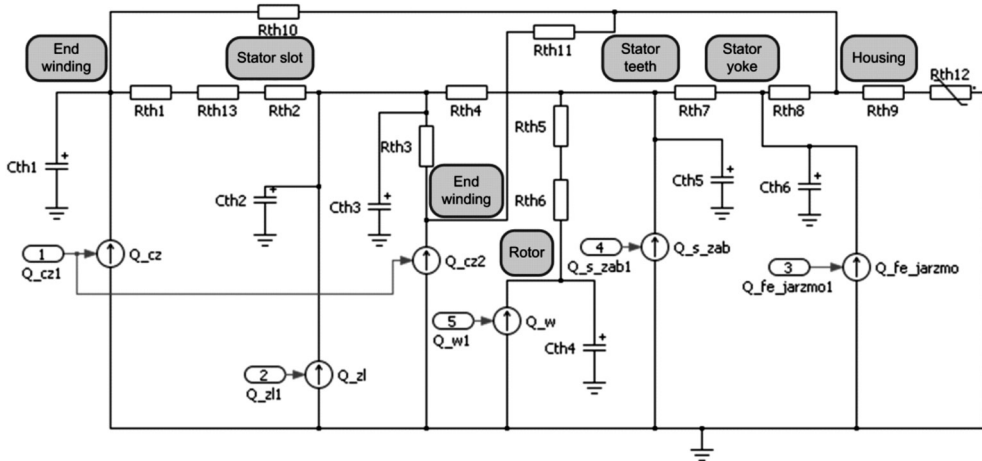 Rth10
End
winding
Stator slot
Rth11
Stator
teeth
Stator
yoke
Housing
Rth12
Rth1
Rth13
Rth2
Rth4
Rth7
Rth8
Rth9
Rth5
Rth3
Cth1
Cth2
Cth3
End
winding
Rth6
Cth5
Cth6
1
Q_cz1
Q_cz
Q_cz2
Rotor
4
Q_s_zab1
Q_s_zab
3
Q_fe_jarzmo1
Q_fe_jarzmo
5
Q_w1
Q_w
Cth4
2
Q_zl1
Q_zl